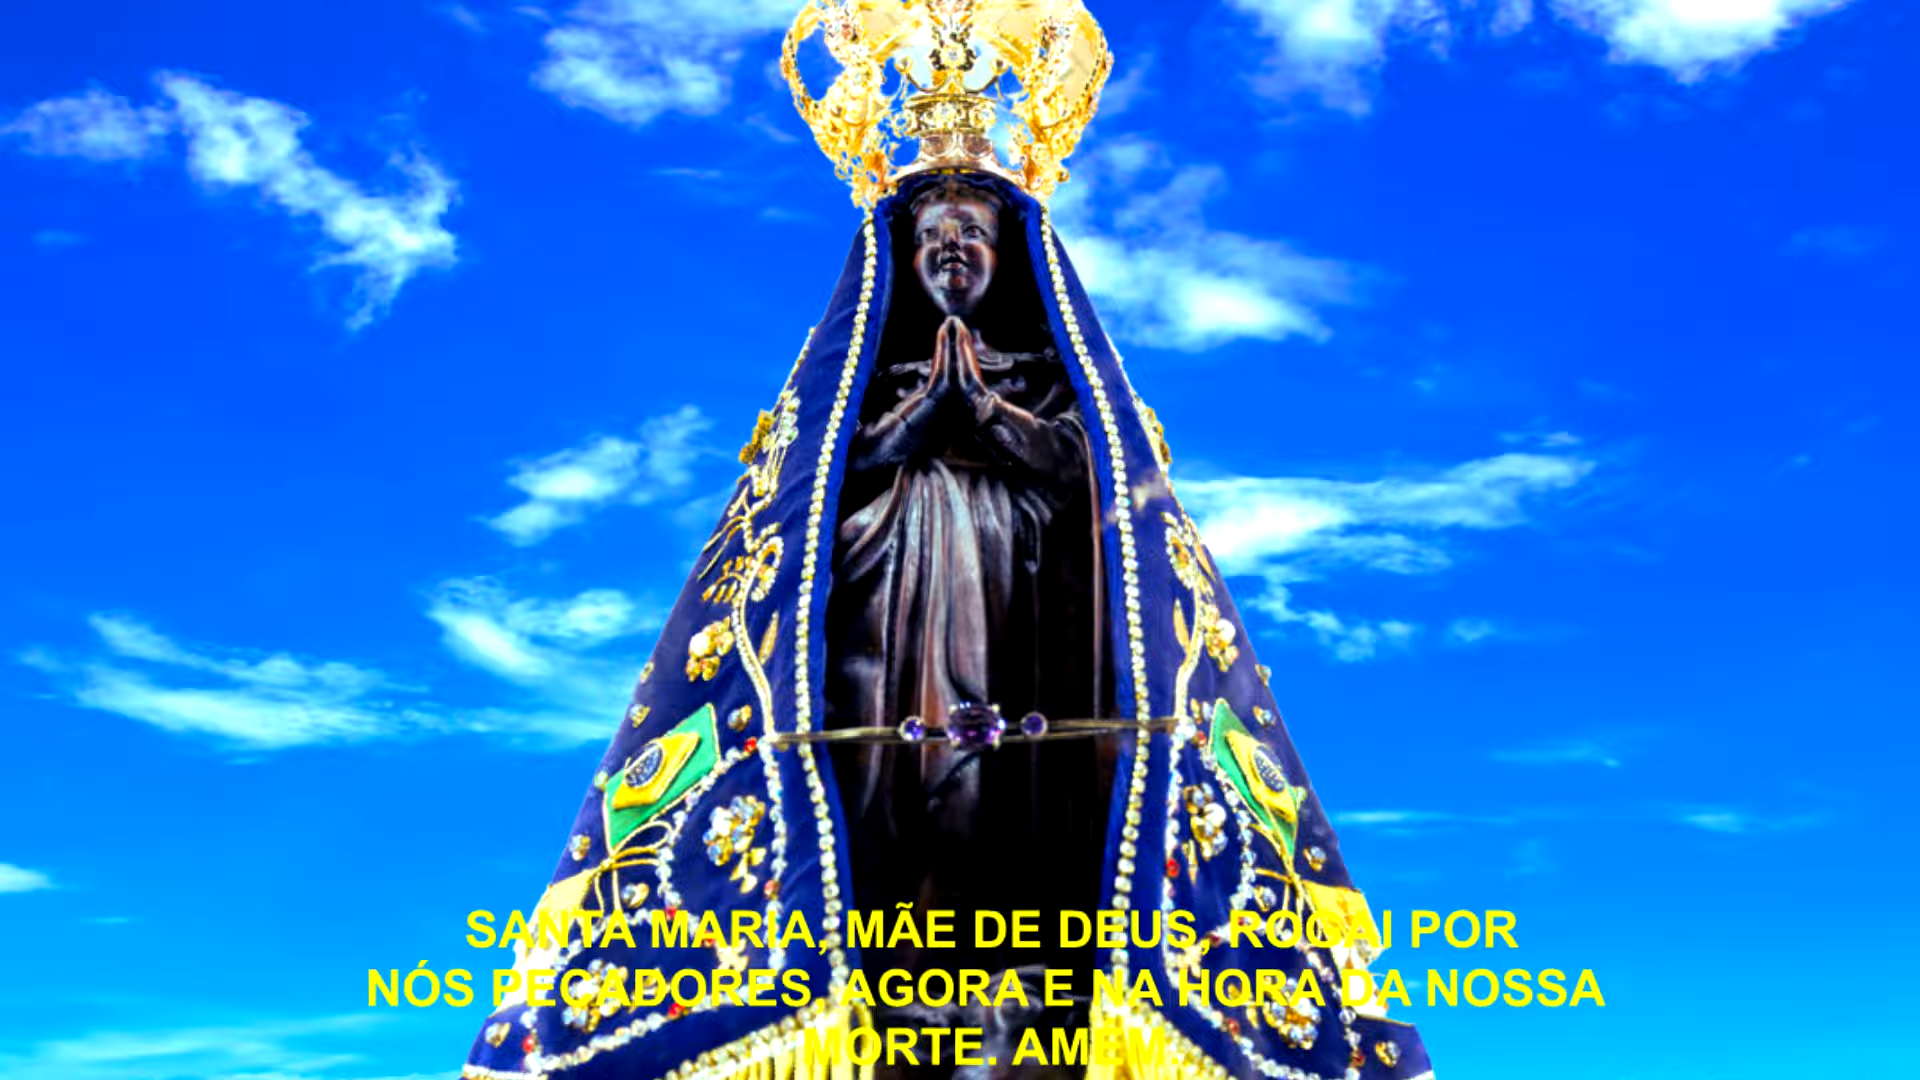 SANTA MARIA, MÃE DE DEUS, ROGAI POR
NÓS PECADORES, AGORA E NA HORA DA NOSSA
MORTE. AMÉM